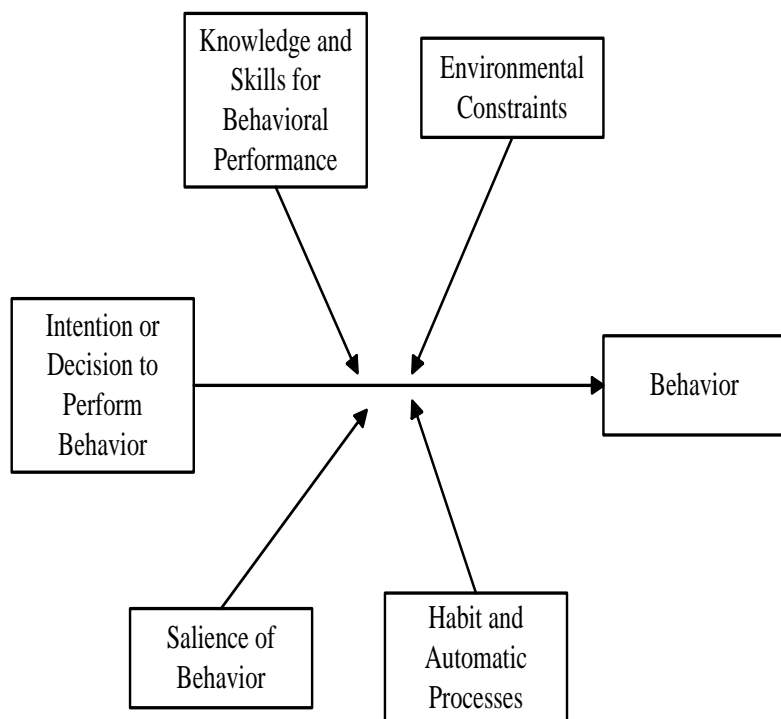 Knowledge and
Skills for
Behavioral
Performance
Environmental
Constraints
Intention or
Decision to
Perform
Behavior
Behavior
Salience of
Behavior
Habit and
Automatic
Processes